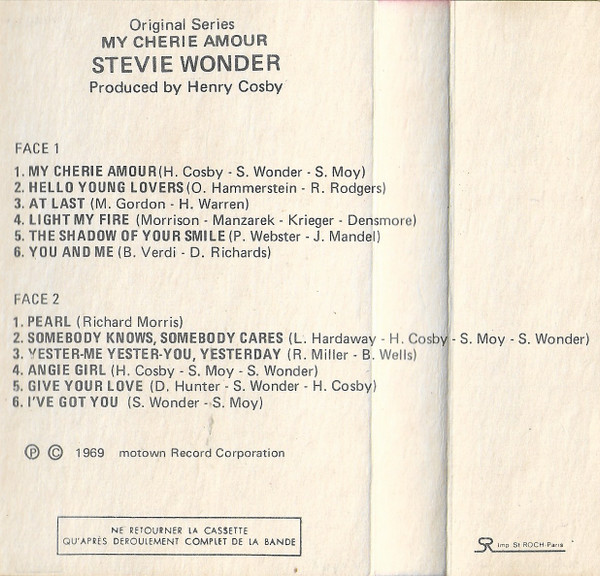 Original Series
MY CHERIE AMOUR
STEVIE WONDER
Produced by Henry Cosby
FACE 1
1. MY CHERIE AMOUR (H. Cosby - S. Wonder - S. Moy)
2. HELLO YOUNG LOVERS (O. Hammerstein - R. Rodgers)
3. AT LAST (M. Gordon - H. Warren)
4. LIGHT MY FIRE (Morrison - Manzarek - Krieger - Densmore)
5. THE SHADOW OF YOUR SMILE (P. Webster - J. Mandel)
6. YOU AND ME (B. Verdi - D. Richards)
FACE 2
1. PEARL (Richard Morris)
2. SOMEBODY KNOWS, SOMEBODY CARES (L. Hardaway - H. Cosby - S. Moy - S. Wonder)
3. YESTER-ME YESTER-YOU, YESTERDAY (R. Miller - B. Wells)
4. ANGIE GIRL (H. Cosby - S. Moy - S. Wonder)
5. GIVE YOUR LOVE (D. Hunter - S. Wonder - H. Cosby)
6. I'VE GOT YOU (S. Wonder - S. Moy)
Ⓟ © 1969 motown Record Corporation
NE RETOURNER LA CASSETTE
QU'APRÈS DEROULEMENT COMPLET DE LA BANDE
SR Imp. St ROCH-Paris